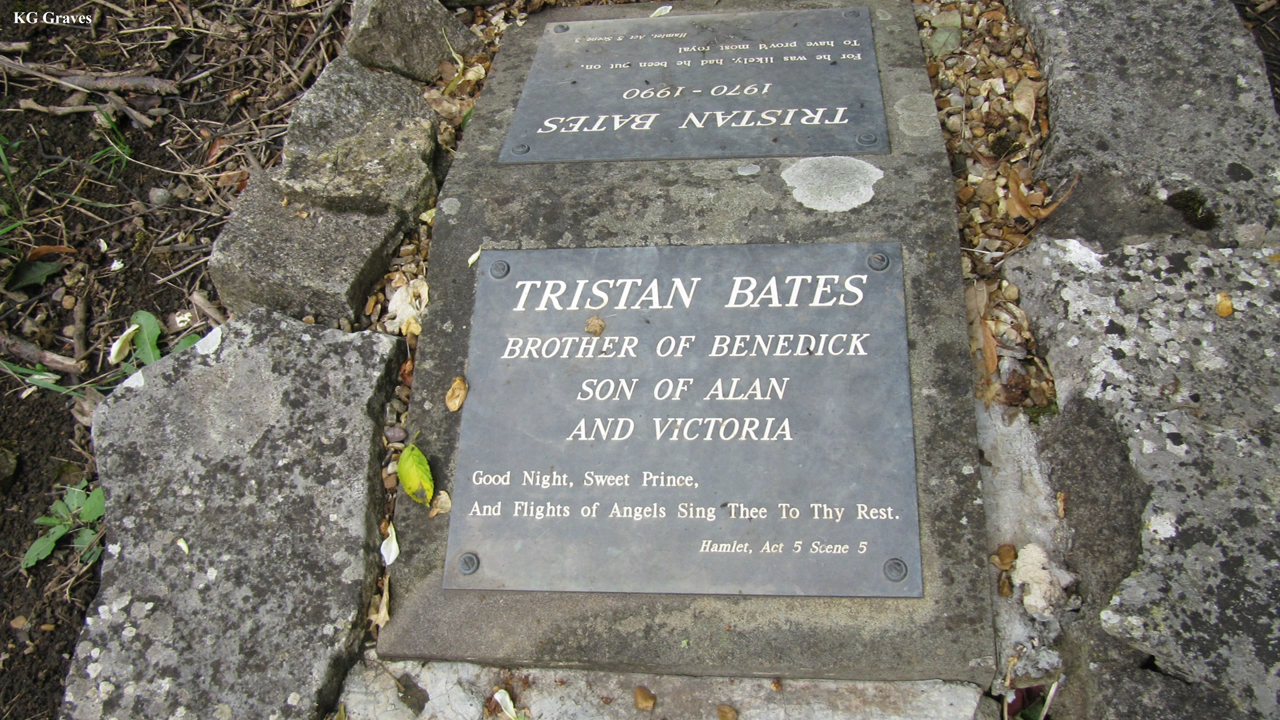 KG Graves
TRISTAN BATES
1970 - 1990
For he was likely, had he been put on,
To have prov'd most royal
Hamlet, Act 5 Scene 5
TRISTAN BATES
BROTHER OF BENEDICK
SON OF ALAN
AND VICTORIA
Good Night, Sweet Prince,
And Flights of Angels Sing Thee To Thy Rest.
Hamlet, Act 5 Scene 5